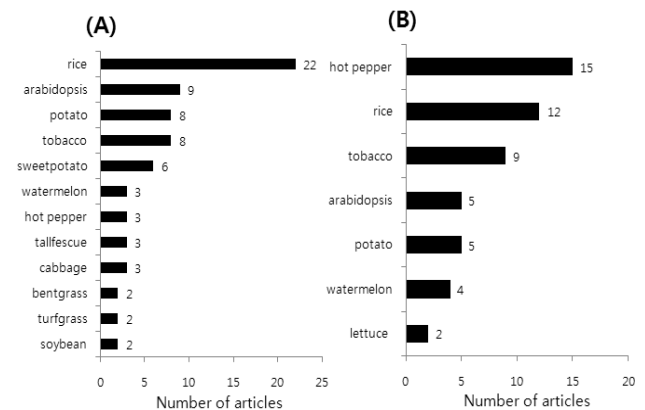 (A)
rice 22
arabidopsis 9
potato 8
tobacco 8
sweetpotato 6
watermelon 3
hot pepper 3
tallfescue 3
cabbage 3
bentgrass 2
turfgrass 2
soybean 2
0 5 10 15 20 25
Number of articles
(B)
hot pepper 15
rice 12
tobacco 9
arabidopsis 5
potato 5
watermelon 4
lettuce 2
0 5 10 15 20
Number of articles